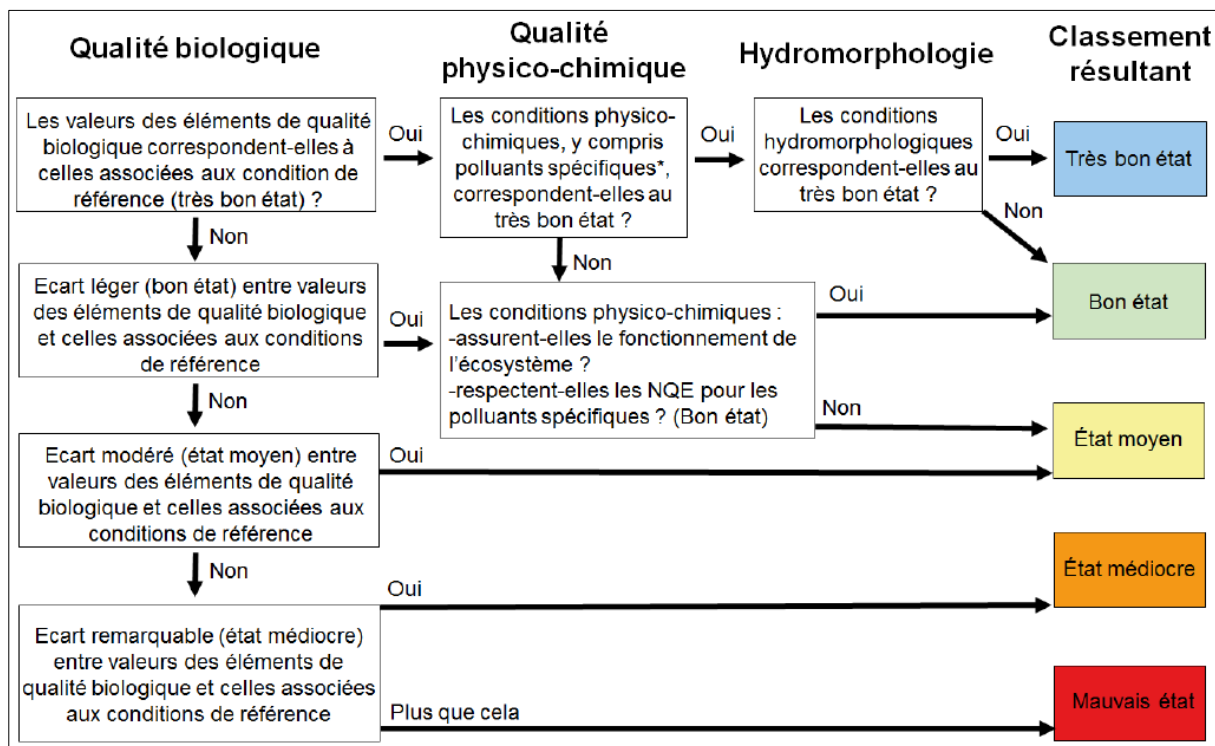 Qualité biologique
Qualité
physico-chimique
Hydromorphologie
Classement
résultant
Les valeurs des éléments de qualité
biologique correspondent-elles à
celles associées aux condition de
référence (très bon état) ?
Oui
Les conditions physico-
chimiques, y compris
polluants spécifiques*,
correspondent-elles au
très bon état ?
Oui
Les conditions
hydromorphologiques
correspondent-elles au
très bon état ?
Oui
Très bon état
Non
Non
Non
Ecart léger (bon état) entre valeurs
des éléments de qualité biologique
et celles associées aux conditions
de référence
Oui
Les conditions physico-chimiques :
-assurent-elles le fonctionnement de
l'écosystème ?
-respectent-elles les NQE pour les
polluants spécifiques ? (Bon état)
Oui
Bon état
Non
Non
Ecart modéré (état moyen) entre
valeurs des éléments de qualité
biologique et celles associées aux
conditions de référence
Oui
État moyen
Non
Ecart remarquable (état médiocre)
entre valeurs des éléments de
qualité biologique et celles associées
aux conditions de référence
Oui
État médiocre
Plus que cela
Mauvais état